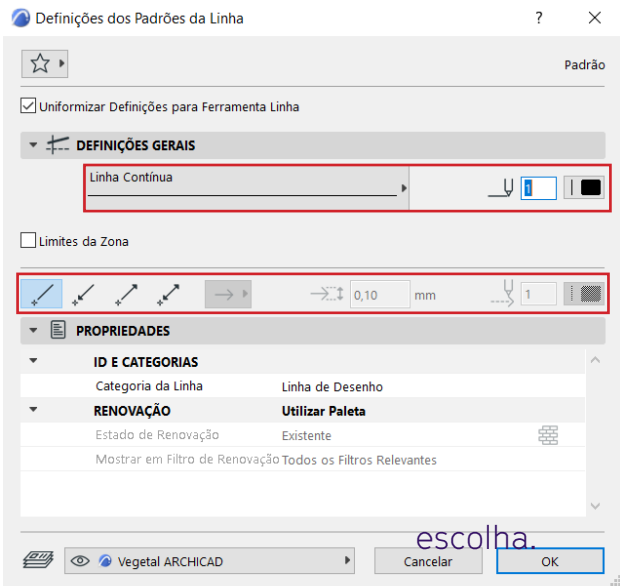 Definições dos Padrões da Linha ?
Padrão
Uniformizar Definições para Ferramenta Linha
DEFINIÇÕES GERAIS
Linha Contínua
1
Limites da Zona
0,10 mm 1
PROPRIEDADES
ID E CATEGORIAS
Categoria da Linha Linha de Desenho
RENOVAÇÃO Utilizar Paleta
Estado de Renovação Existente
Mostrar em Filtro de Renovação Todos os Filtros Relevantes
escolha.
Vegetal ARCHICAD Cancelar OK